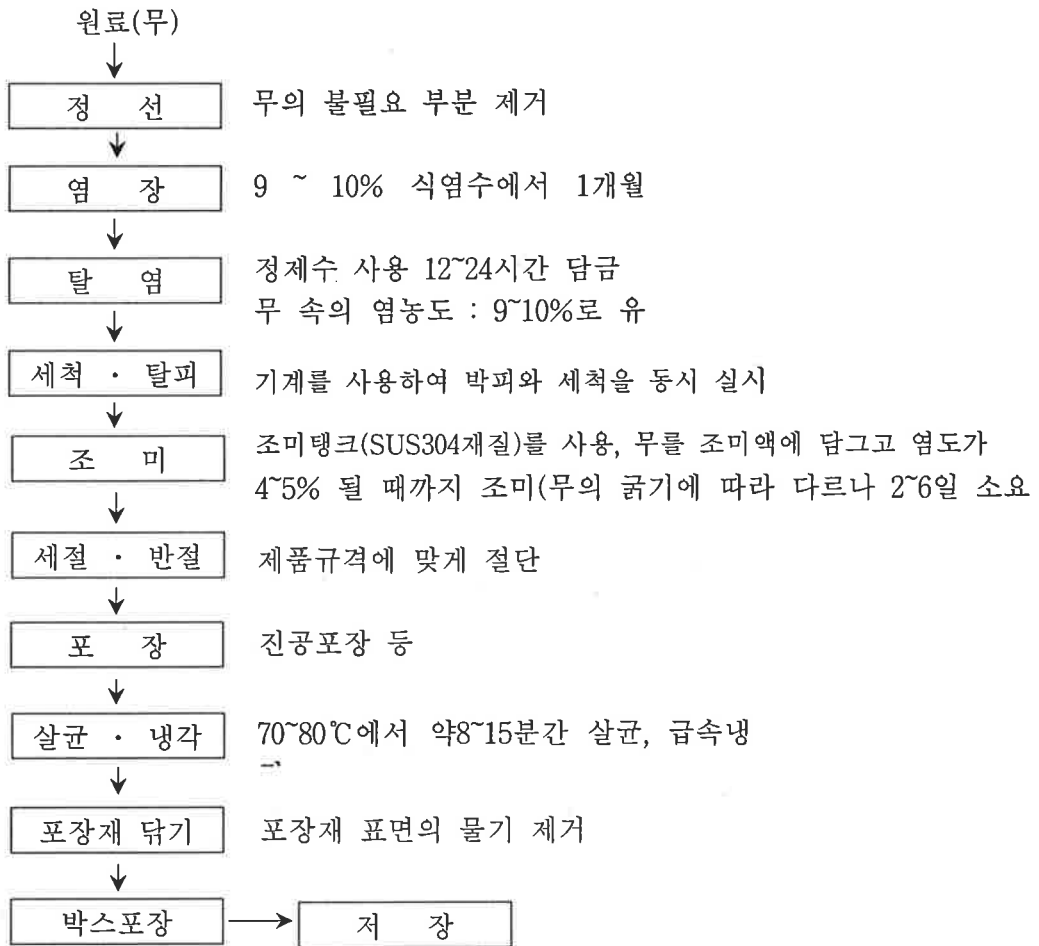 원료(무)
정 선 무의 불필요 부분 제거
염 장 9 ~ 10% 식염수에서 1개월
탈 염 정제수 사용 12~24시간 담금
무 속의 염농도 : 9~10%로 유
세척 · 탈피 기계를 사용하여 박피와 세척을 동시 실시
조 미 조미탱크(SUS304재질)를 사용, 무를 조미액에 담그고 염도가
4~5% 될 때까지 조미(무의 굵기에 따라 다르나 2~6일 소요
세절 · 반절 제품규격에 맞게 절단
포 장 진공포장 등
살균 · 냉각 70~80℃에서 약8~15분간 살균, 급속냉
포장재 닦기 포장재 표면의 물기 제거
박스포장 저 장